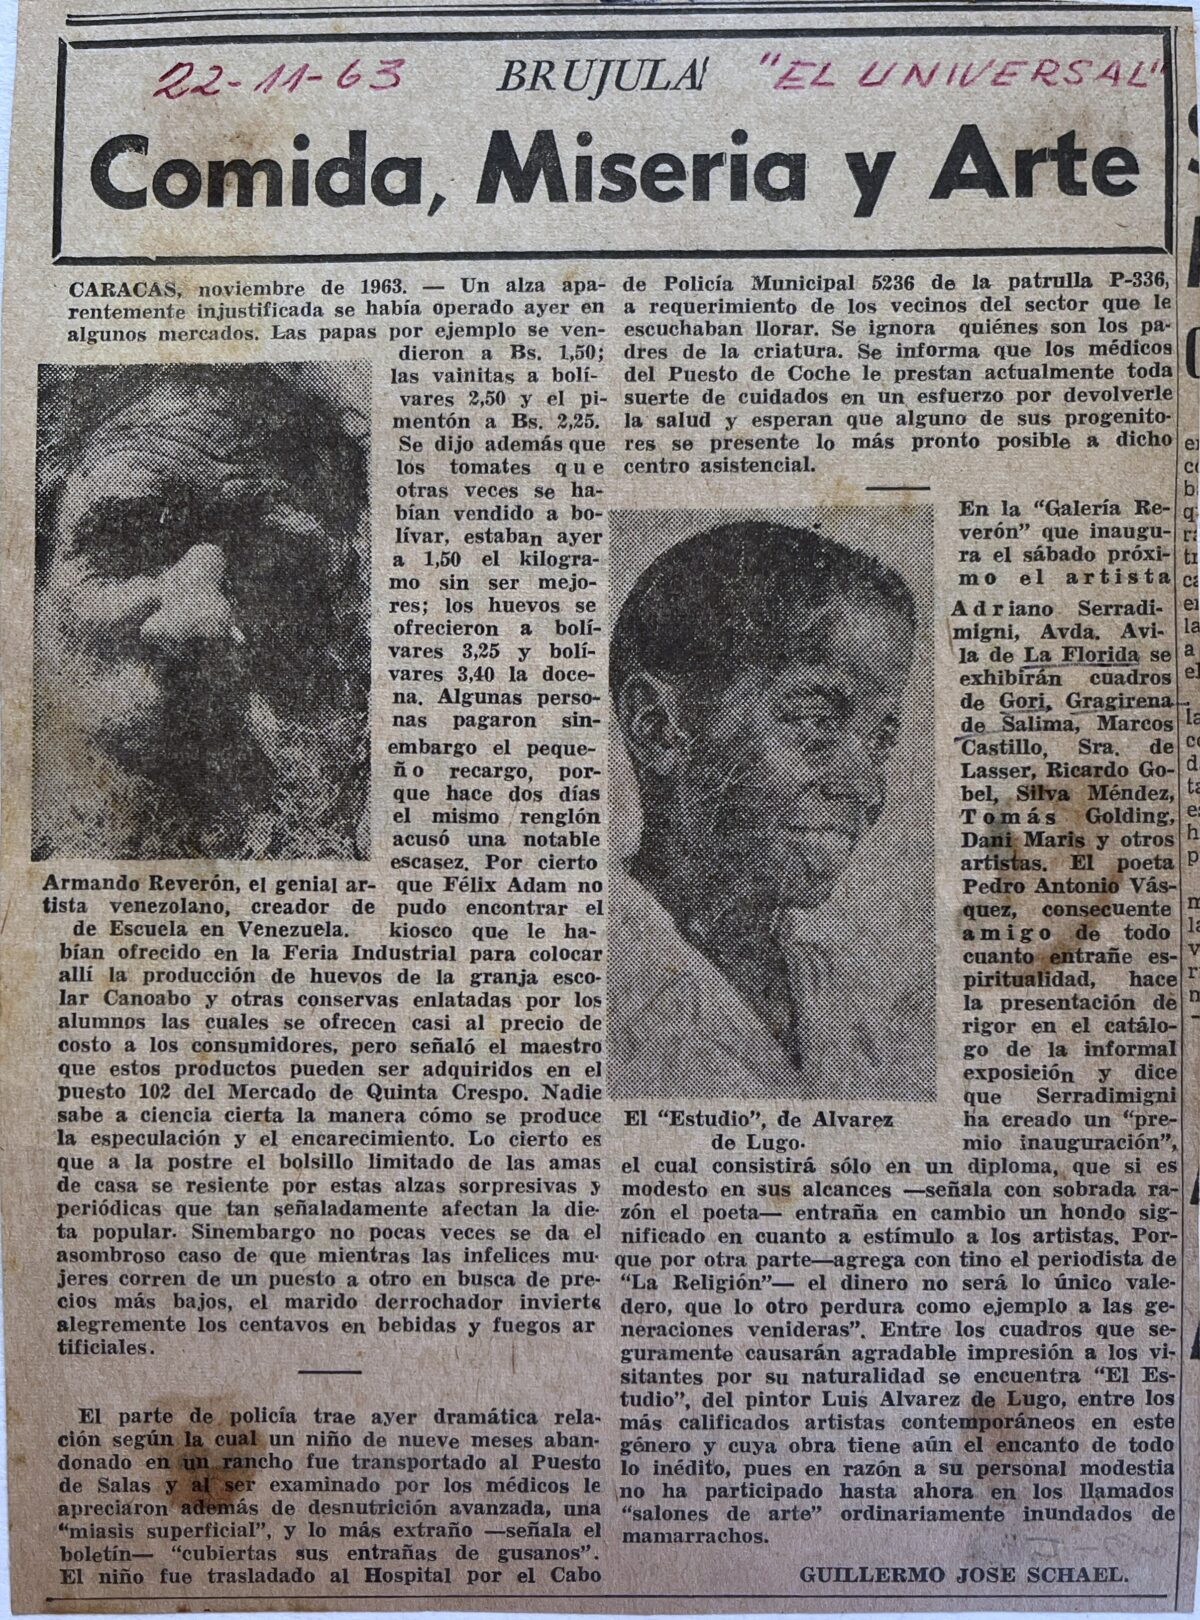 22-11-63
BRUJULA
"EL UNIVERSAL"
Comida, Miseria y Arte
CARACAS, noviembre de 1963. — Un alza apa-
rentemente injustificada se había operado ayer en
algunos mercados. Las papas por ejemplo se ven-
dieron a Bs. 1,50;
las vainitas a bolí-
vares 2,50 y el pi-
mentón a Bs. 2,25.
Se dijo además que
los tomates que
otras veces se ha-
bían vendido a bo-
lívar, estaban ayer
a 1,50 el kilogra-
mo sin ser mejo-
res; los huevos se
ofrecieron a bolí-
vares 3,25 y bolí-
vares 3,40 la doce-
na. Algunas perso-
nas pagaron sin-
embargo el peque-
ño recargo, por-
que hace dos días
el mismo renglón
acusó una notable
escasez. Por cierto
que Félix Adam no
pudo encontrar el
kiosco que le ha-
Armando Reverón, el genial ar-
tista venezolano, creador de
de Escuela en Venezuela.
bían ofrecido en la Feria Industrial para colocar
allí la producción de huevos de la granja esco-
lar Canoabo y otras conservas enlatadas por los
alumnos las cuales se ofrecen casi al precio de
costo a los consumidores, pero señaló el maestro
que estos productos pueden ser adquiridos en el
puesto 102 del Mercado de Quinta Crespo. Nadie
sabe a ciencia cierta la manera cómo se produce
la especulación y el encarecimiento. Lo cierto es
que a la postre el bolsillo limitado de las amas
de casa se resiente por estas alzas sorpresivas y
periódicas que tan señaladamente afectan la die-
ta popular. Sinembargo no pocas veces se da el
asombroso caso de que mientras las infelices mu-
jeres corren de un puesto a otro en busca de pre-
cios más bajos, el marido derrochador invierte
alegremente los centavos en bebidas y fuegos ar
tificiales.
El parte de policía trae ayer dramática rela-
ción según la cual un niño de nueve meses aban-
donado en un rancho fue transportado al Puesto
de Salas y al ser examinado por los médicos le
apreciaron además de desnutrición avanzada, una
"miasis superficial", y lo más extraño —señala el
boletín— "cubiertas sus entrañas de gusanos".
El niño fue trasladado al Hospital por el Cabo
de Policía Municipal 5236 de la patrulla P-336,
a requerimiento de los vecinos del sector que le
escuchaban llorar. Se ignora quiénes son los pa-
dres de la criatura. Se informa que los médicos
del Puesto de Coche le prestan actualmente toda
suerte de cuidados en un esfuerzo por devolverle
la salud y esperan que alguno de sus progenito-
res se presente lo más pronto posible a dicho
centro asistencial.
En la "Galería Re-
verón" que inaugu-
ra el sábado próxi-
mo el artista
Adriano Serradi-
migni, Avda. Avi-
la de La Florida se
exhibirán cuadros
de Gori, Gragirena
de Salima, Marcos
Castillo, Sra. de
Lasser, Ricardo Go-
bel, Silva Méndez,
Tomás Golding,
Dani Maris y otros
artistas. El poeta
Pedro Antonio Vás-
quez, consecuente
amigo de todo
cuanto entrañe es-
piritualidad, hace
la presentación de
rigor en el catálo-
go de la informal
exposición y dice
que Serradimigni
ha creado un "pre-
mio inauguración",
El "Estudio", de Alvarez
de Lugo.
el cual consistirá sólo en un diploma, que si es
modesto en sus alcances —señala con sobrada ra-
zón el poeta— entraña en cambio un hondo sig-
nificado en cuanto a estímulo a los artistas. Por-
que por otra parte—agrega con tino el periodista de
"La Religión"— el dinero no será lo único vale-
dero, que lo otro perdura como ejemplo a las ge-
neraciones venideras". Entre los cuadros que se-
guramente causarán agradable impresión a los vi-
sitantes por su naturalidad se encuentra "El Es-
tudio", del pintor Luis Alvarez de Lugo, entre los
más calificados artistas contemporáneos en este
género y cuya obra tiene aún el encanto de todo
lo inédito, pues en razón a su personal modestia
no ha participado hasta ahora en los llamados
"salones de arte" ordinariamente inundados de
mamarrachos.
GUILLERMO JOSE SCHAEL.